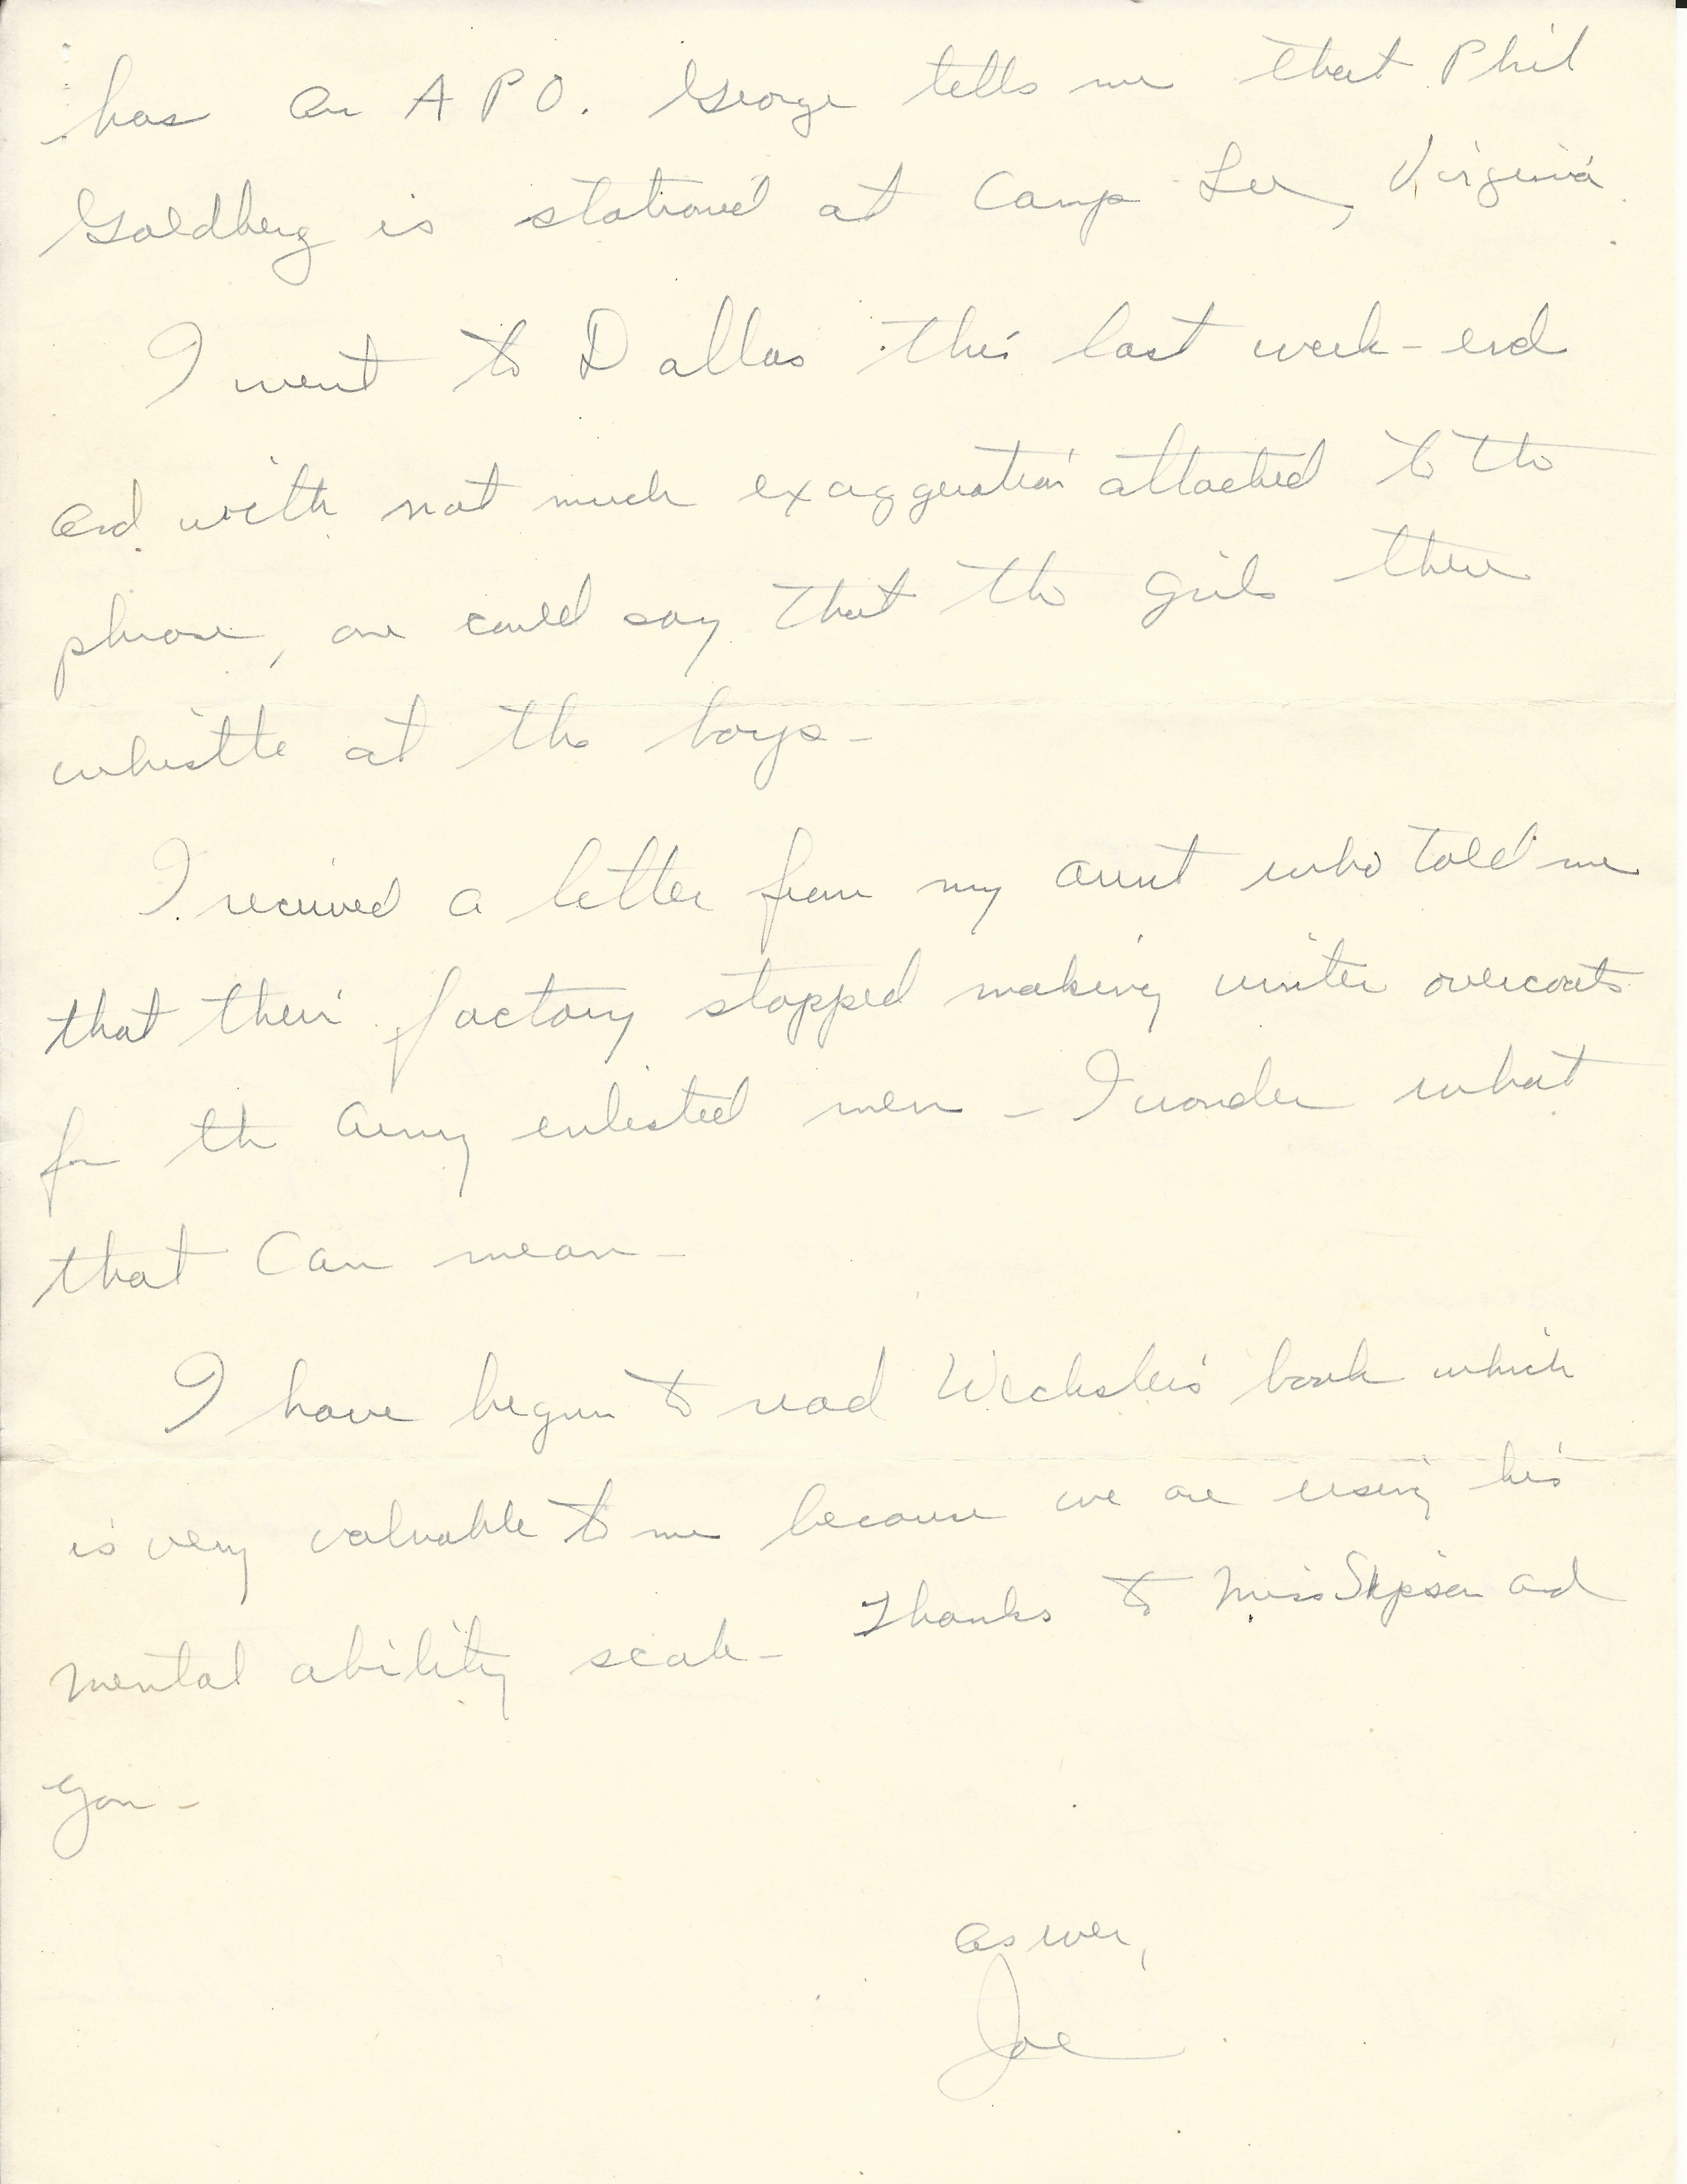 has an A P O. George tells me that Phil
Goldberg is stationed at Camp Lee, Virginia.
I went to Dallas this last week-end
and with not much exaggeration attached to the
phrase, one could say that the girls there
whistle at the boys-
I received a letter from my aunt who told me
that their factory stopped making winter overcoats
for the army enlisted men - I wonder what
that can mean-
I have begun to read Wechsler's book which
is very valuable to me because we are using his
mental ability scale- Thanks to Miss and
you-
as ever,
Joe